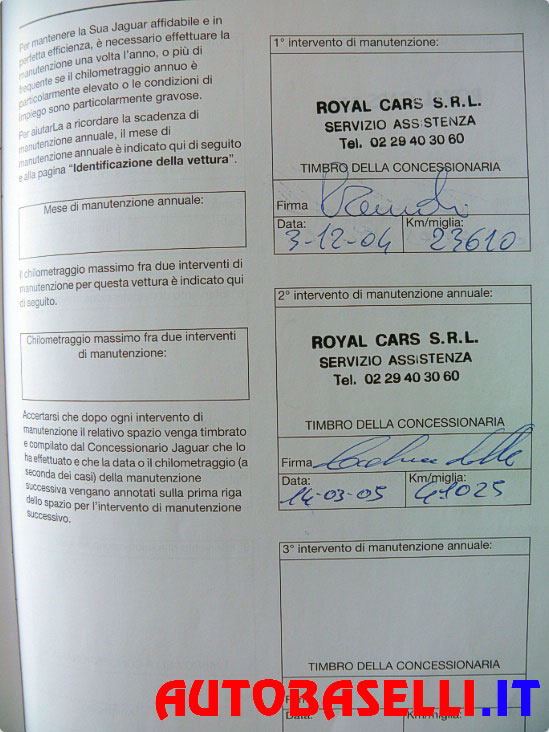 Per mantenere la Sua Jaguar affidabile e in
perfetta efficienza, è necessario effettuare la
manutenzione una volta l'anno, o più di
frequente se il chilometraggio annuo è
particolarmente elevato o le condizioni di
impiego sono particolarmente gravose.
Per aiutarLa a ricordare la scadenza di
manutenzione annuale, il mese di
manutenzione annuale è indicato qui di seguito
e alla pagina "Identificazione della vettura".
Mese di manutenzione annuale:
Il chilometraggio massimo fra due interventi di
manutenzione per questa vettura è indicato qui
di seguito.
Chilometraggio massimo fra due interventi
di manutenzione:
Accertarsi che dopo ogni intervento di
manutenzione il relativo spazio venga timbrato
e compilato dal Concessionario Jaguar che lo
ha effettuato e che la data o il chilometraggio (a
seconda dei casi) della manutenzione
successiva vengano annotati sulla prima riga
dello spazio per l'intervento di manutenzione
successivo.
1° intervento di manutenzione:
ROYAL CARS S.R.L.
SERVIZIO ASSISTENZA
Tel. 02 29 40 30 60
TIMBRO DELLA CONCESSIONARIA
Firma
Data: Km/miglia:
3-12-04 23610
2° intervento di manutenzione annuale:
ROYAL CARS S.R.L.
SERVIZIO ASSISTENZA
Tel. 02 29 40 30 60
TIMBRO DELLA CONCESSIONARIA
Firma
Data: Km/miglia:
14-03-05 41025
3° intervento di manutenzione annuale:
TIMBRO DELLA CONCESSIONARIA
Data: Km/miglia:
AUTOBASELLI.IT